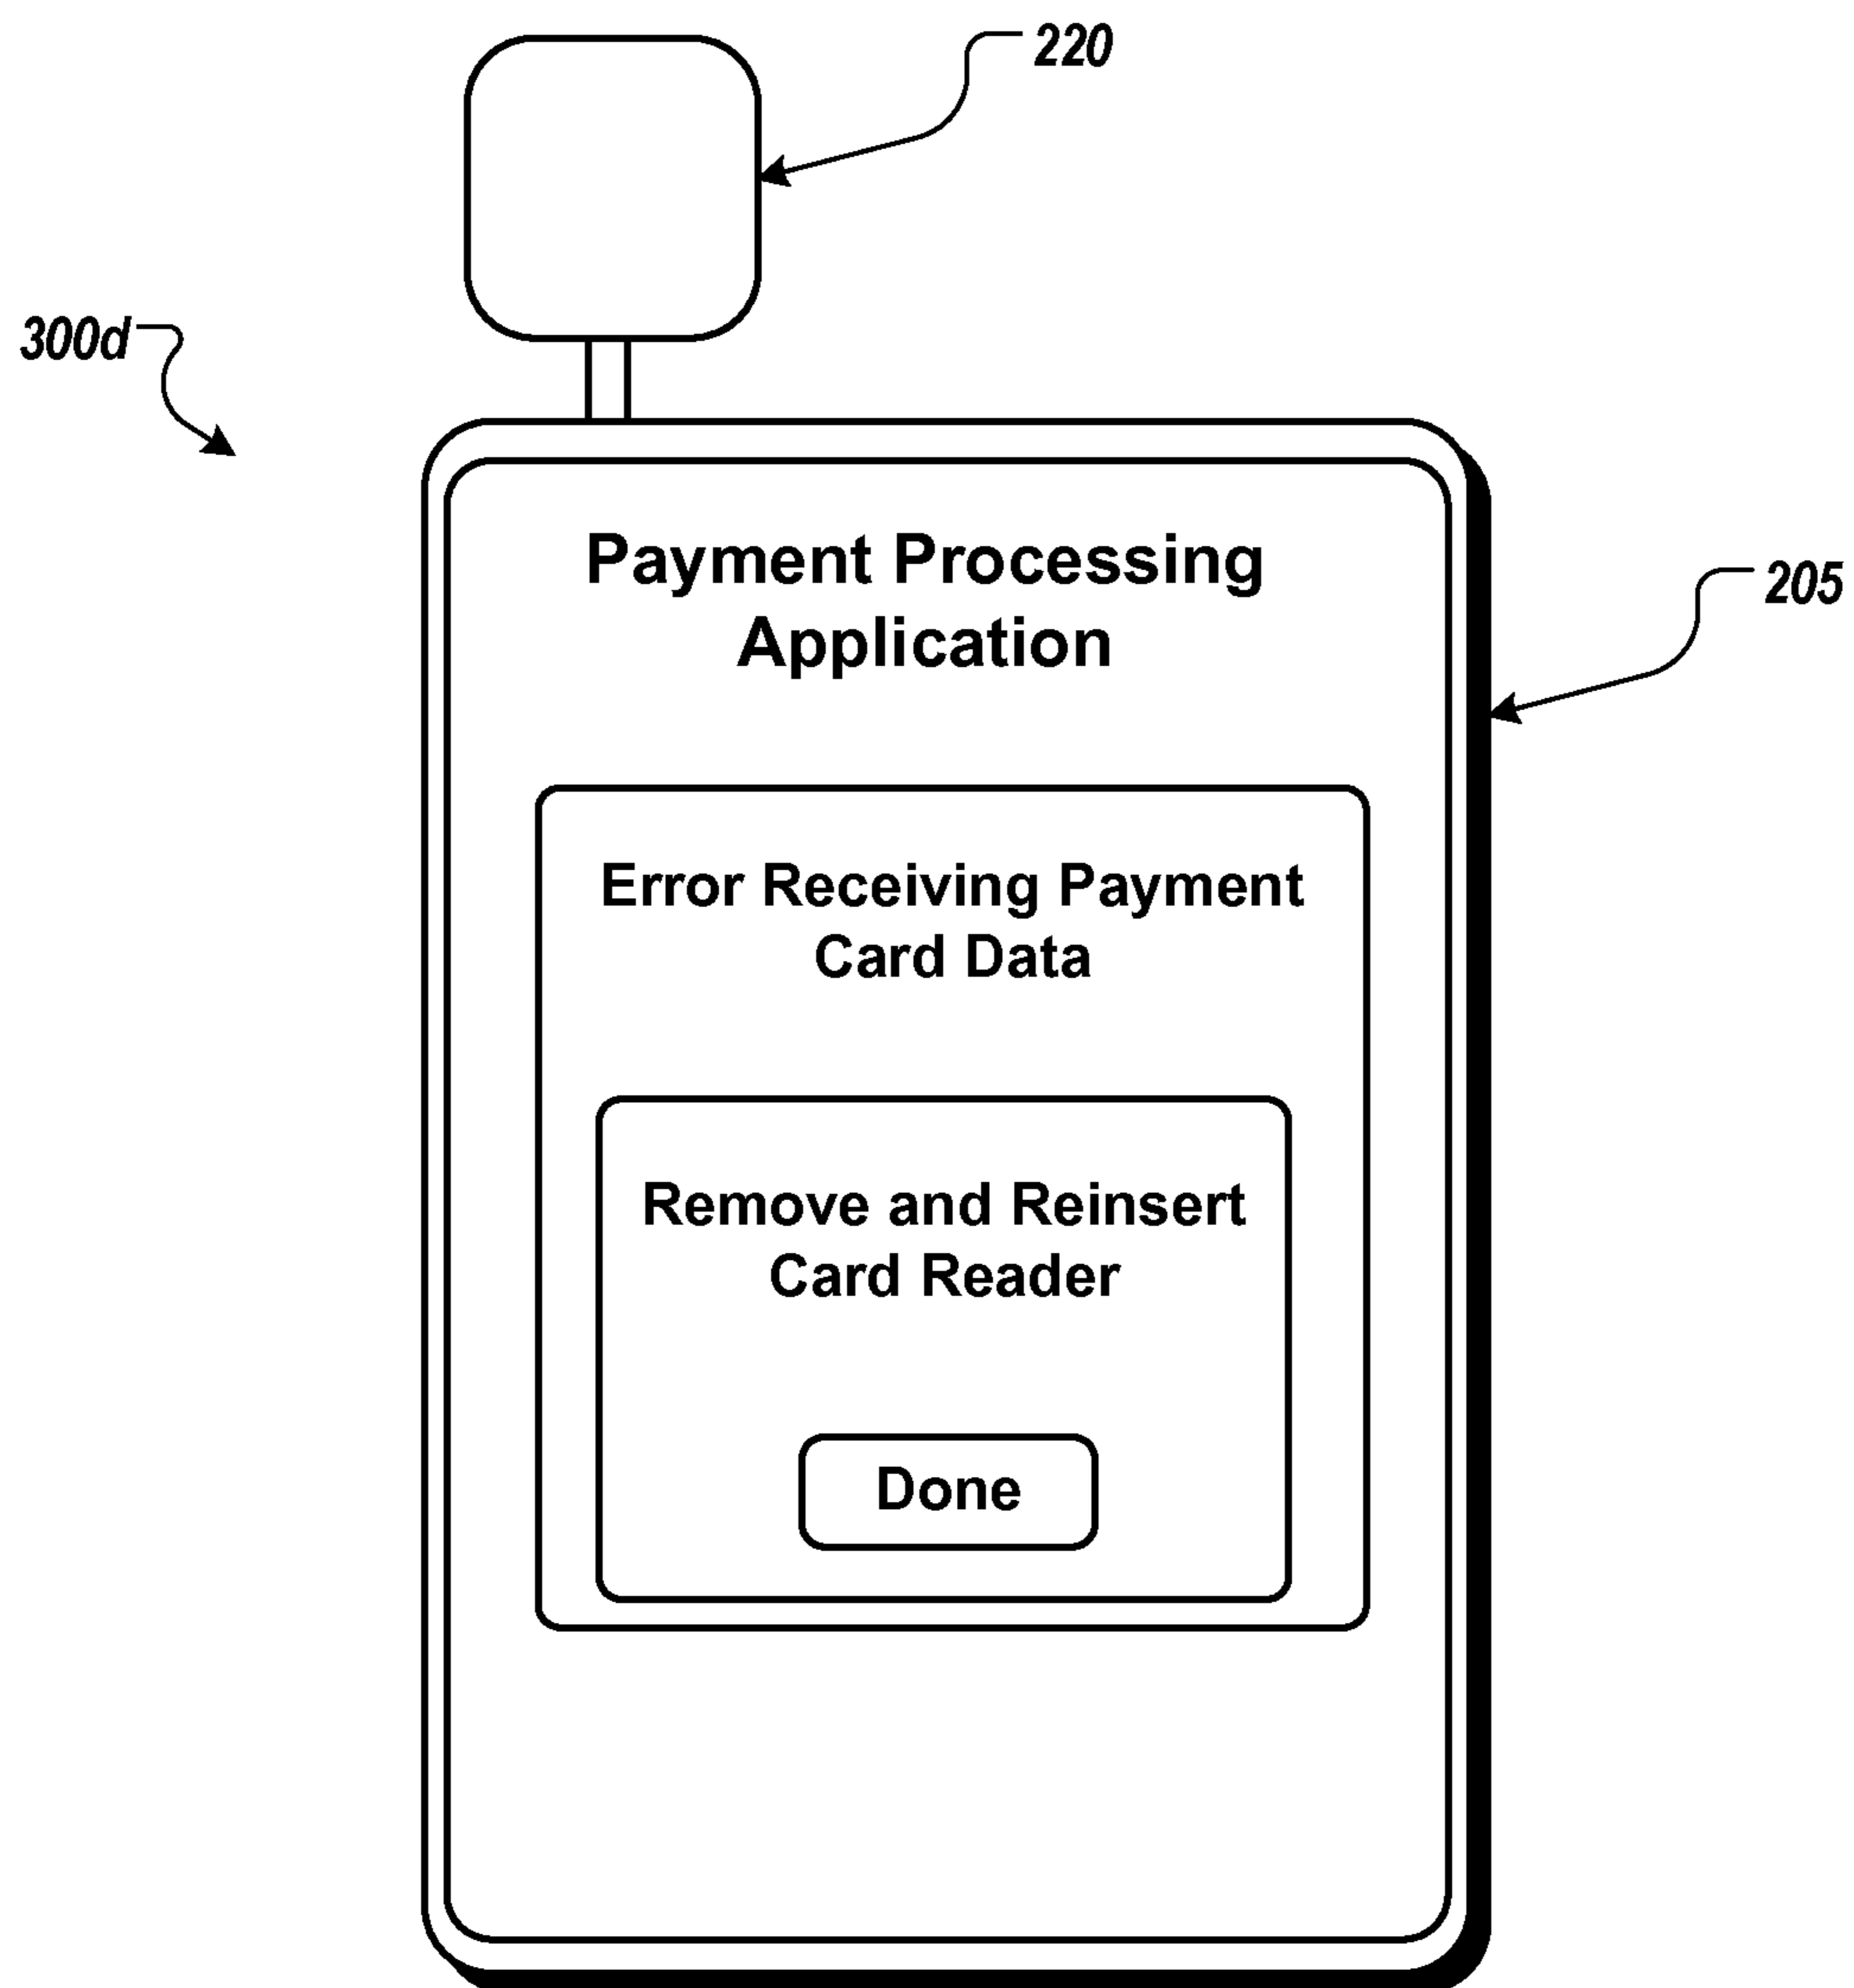 220
300d
Payment Processing
Application
205
Error Receiving Payment
Card Data
Remove and Reinsert
Card Reader
Done